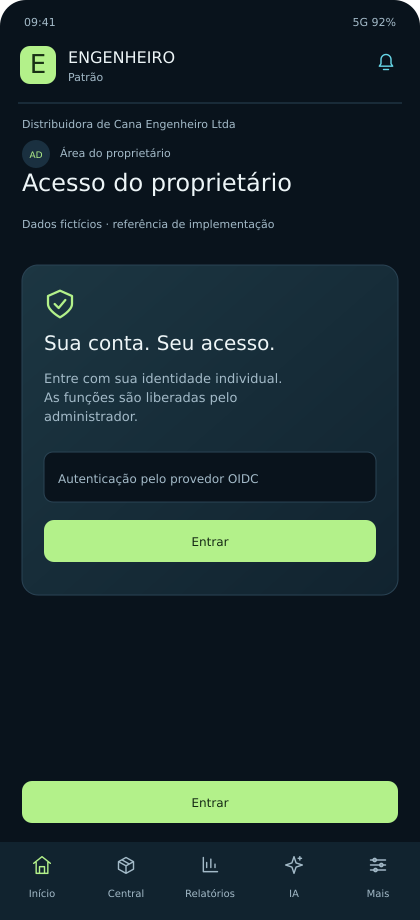 09:41
5G 92%
E
ENGENHEIRO
Patrão
Distribuidora de Cana Engenheiro Ltda
AD
Área do proprietário
Acesso do proprietário
Dados fictícios · referência de implementação
Sua conta. Seu acesso.
Entre com sua identidade individual.
As funções são liberadas pelo
administrador.
Autenticação pelo provedor OIDC
Entrar
Entrar
Início
Central
Relatórios
IA
Mais